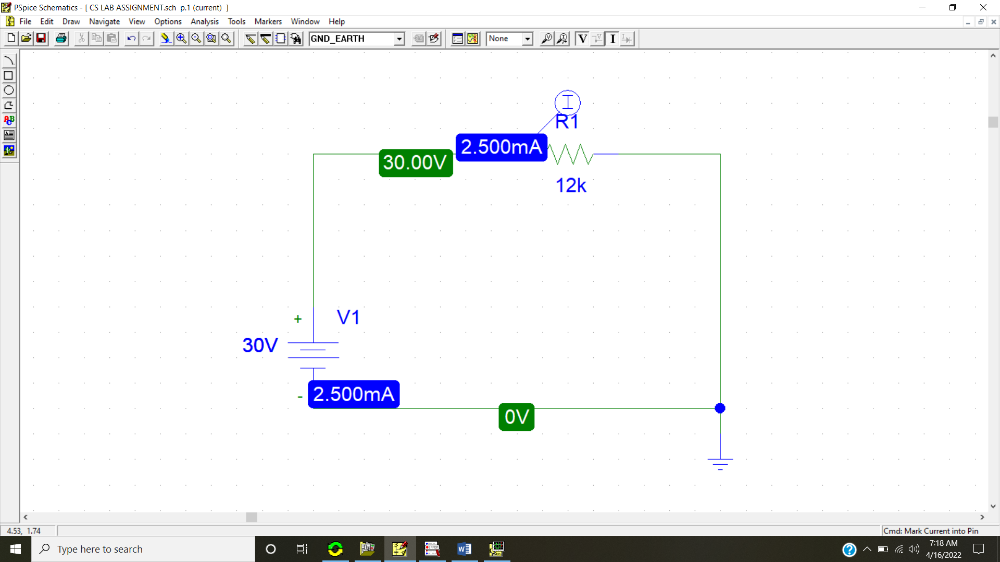 PSpice Schematics - [ CS LAB ASSIGNMENT.sch p.1 (current) ]
File Edit Draw Navigate View Options Analysis Tools Markers Window Help
GND_EARTH None V I
ABC
I
R1
2.500mA
30.00V
12k
+ V1
30V
2.500mA
-
0V
4.53, 1.74 Cmd: Mark Current into Pin
Type here to search
7:18 AM
4/16/2022